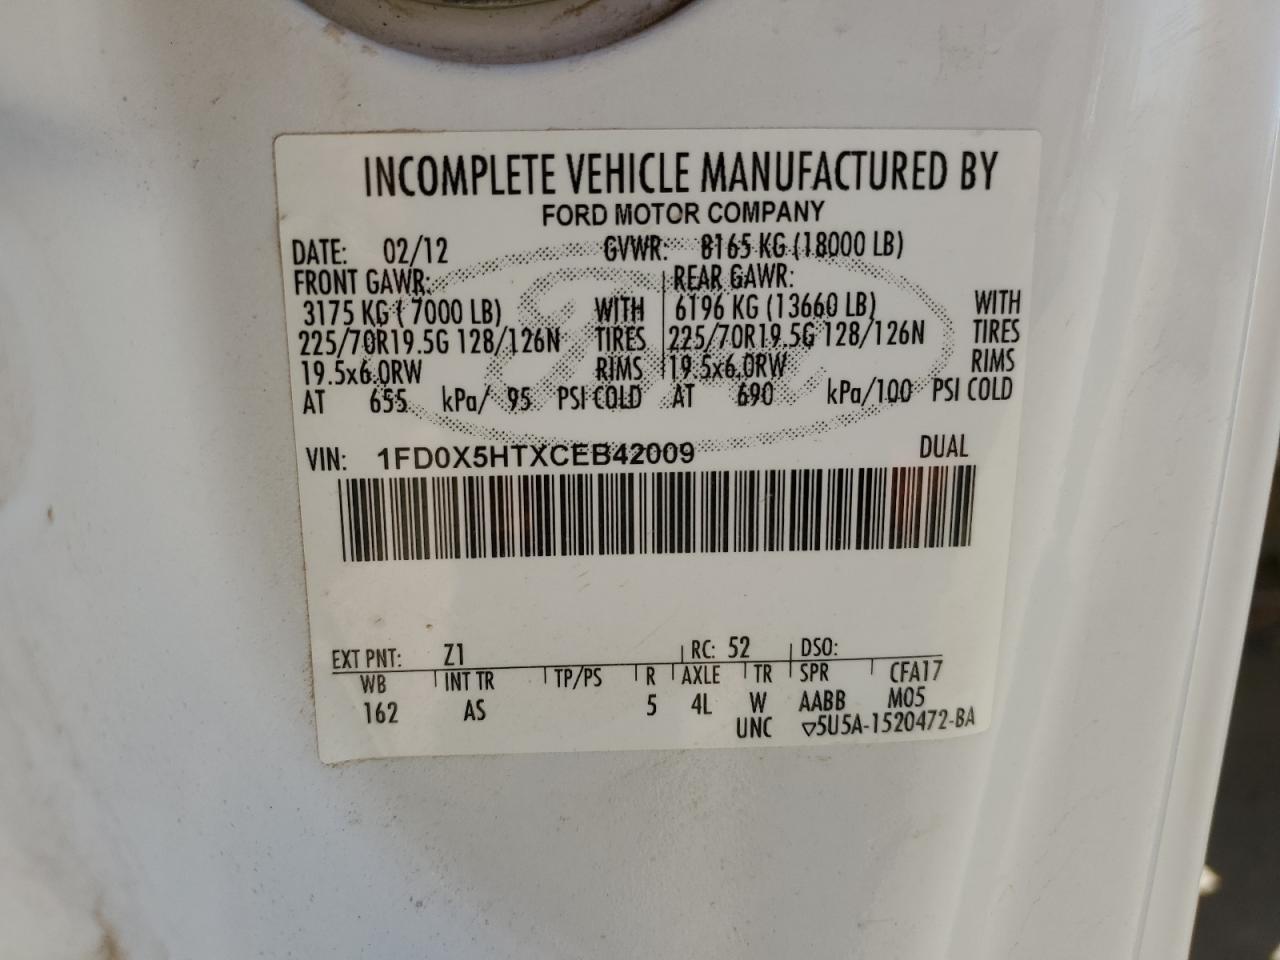 INCOMPLETE VEHICLE MANUFACTURED BY
FORD MOTOR COMPANY
DATE: 02/12 GVWR: 8165 KG (18000 LB)
FRONT GAWR: REAR GAWR:
3175 KG ( 7000 LB) WITH 6196 KG (13660 LB) WITH
225/70R19.5G 128/126N TIRES 225/70R19.5G 128/126N TIRES
19.5x6.0RW RIMS 19.5x6.0RW RIMS
AT 655 kPa/ 95 PSI COLD AT 690 kPa/100 PSI COLD
VIN: 1FD0X5HTXCEB42009 DUAL
EXT PNT: Z1 RC: 52 DSO:
WB INT TR TP/PS R AXLE TR SPR CFA17
162 AS 5 4L W AABB M05
UNC ▽5U5A-1520472-BA